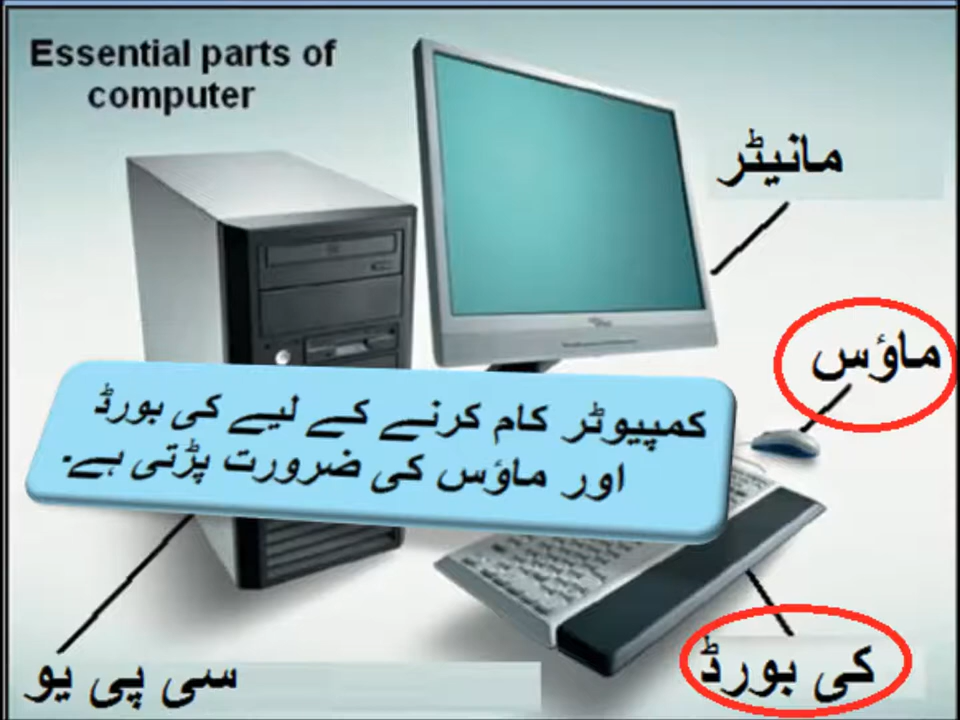 Essential parts of
computer
مانیٹر
ماؤس
کمپیوٹر کام کرنے کے لیے کی بورڈ
اور ماؤس کی ضرورت پڑتی ہے۔
سی پی یو
کی بورڈ